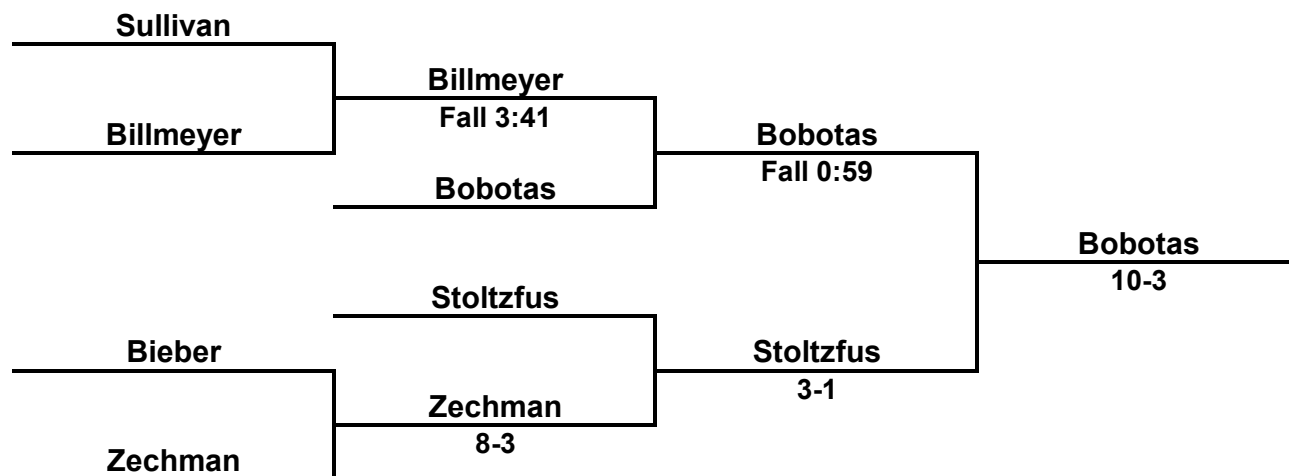 Sullivan
Billmeyer
Fall 3:41
Billmeyer
Bobotas
Fall 0:59
Bobotas
Bobotas
10-3
Stoltzfus
Bieber
Stoltzfus
3-1
Zechman
8-3
Zechman